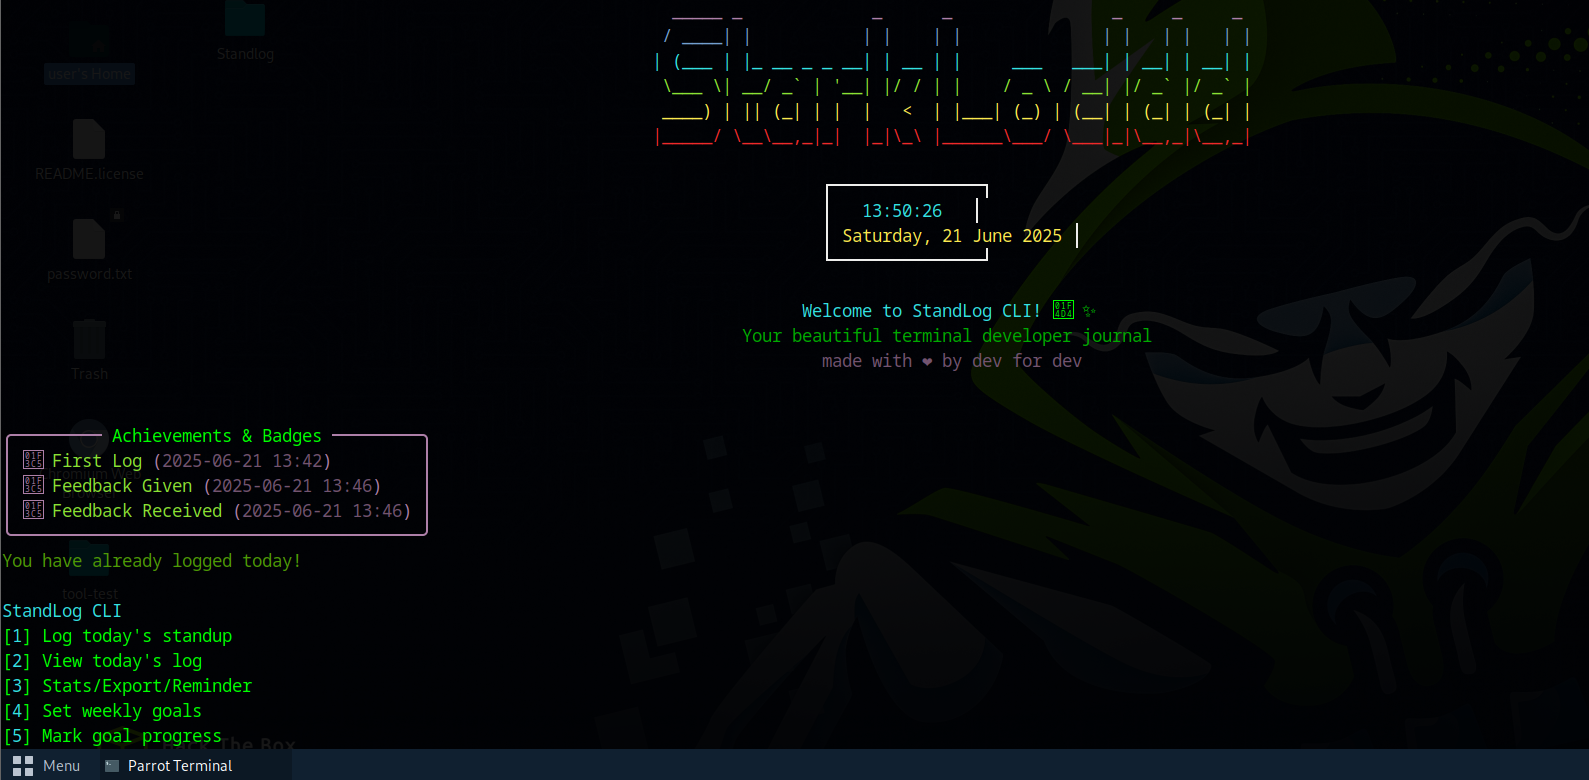 StarkLocldd
user's Home
Standlog
README.license
password.txt
Trash
13:50:26
Saturday, 21 June 2025
Welcome to StandLog CLI!
Your beautiful terminal developer journal
made with ❤ by dev for dev
Achievements & Badges
First Log (2025-06-21 13:42)
Feedback Given (2025-06-21 13:46)
Feedback Received (2025-06-21 13:46)
You have already logged today!
tool-test
StandLog CLI
[1] Log today's standup
[2] View today's log
[3] Stats/Export/Reminder
[4] Set weekly goals
[5] Mark goal progress
The Box
Menu
Parrot Terminal